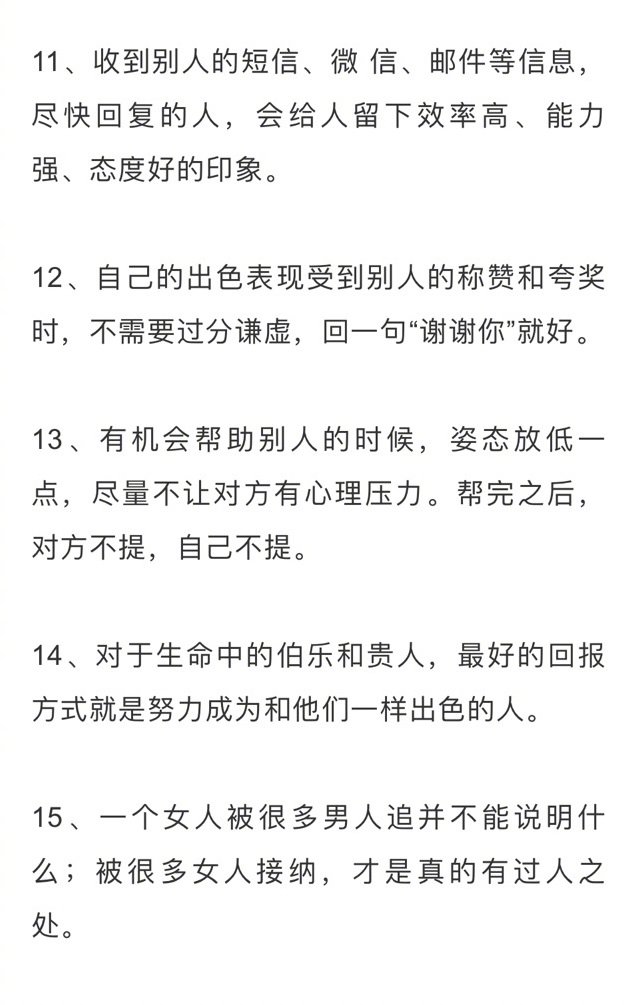 11、收到别人的短信、微 信、邮件等信息，
尽快回复的人，会给人留下效率高、能力
强、态度好的印象。
12、自己的出色表现受到别人的称赞和夸奖
时，不需要过分谦虚，回一句“谢谢你”就好。
13、有机会帮助别人的时候，姿态放低一
点，尽量不让对方有心理压力。帮完之后，
对方不提，自己不提。
14、对于生命中的伯乐和贵人，最好的回报
方式就是努力成为和他们一样出色的人。
15、一个女人被很多男人追并不能说明什
么；被很多女人接纳，才是真的有过人之
处。